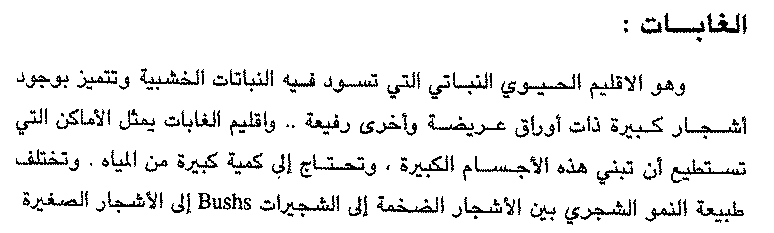 الغابات :
وهو الاقليم الحيوي النباتي التي تسود فيه النباتات الخشبية وتتميز بوجود
أشجار كبيرة ذات أوراق عريضة وأخرى رفيعة .. واقليم الغابات يمثل الأماكن التي
تستطيع أن تبني هذه الأجسام الكبيرة ، وتحتاج إلى كمية كبيرة من المياه . وتختلف
طبيعة النمو الشجري بين الأشجار الضخمة إلى الشجيرات Bushs إلى الأشجار الصغيرة